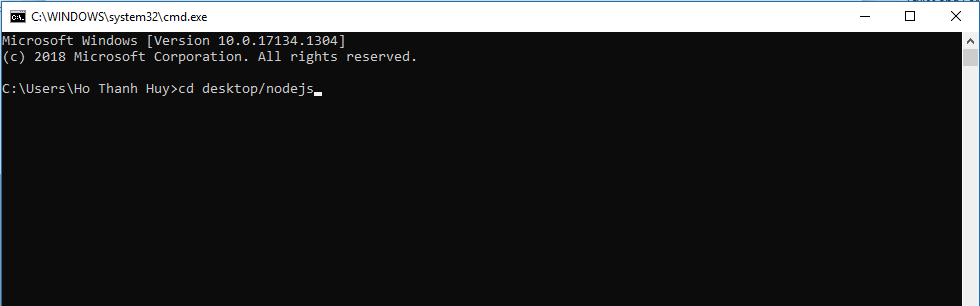 C:\WINDOWS\system32\cmd.exe
Microsoft Windows [Version 10.0.17134.1304]
(c) 2018 Microsoft Corporation. All rights reserved.
C:\Users\Ho Thanh Huy>cd desktop/nodejs